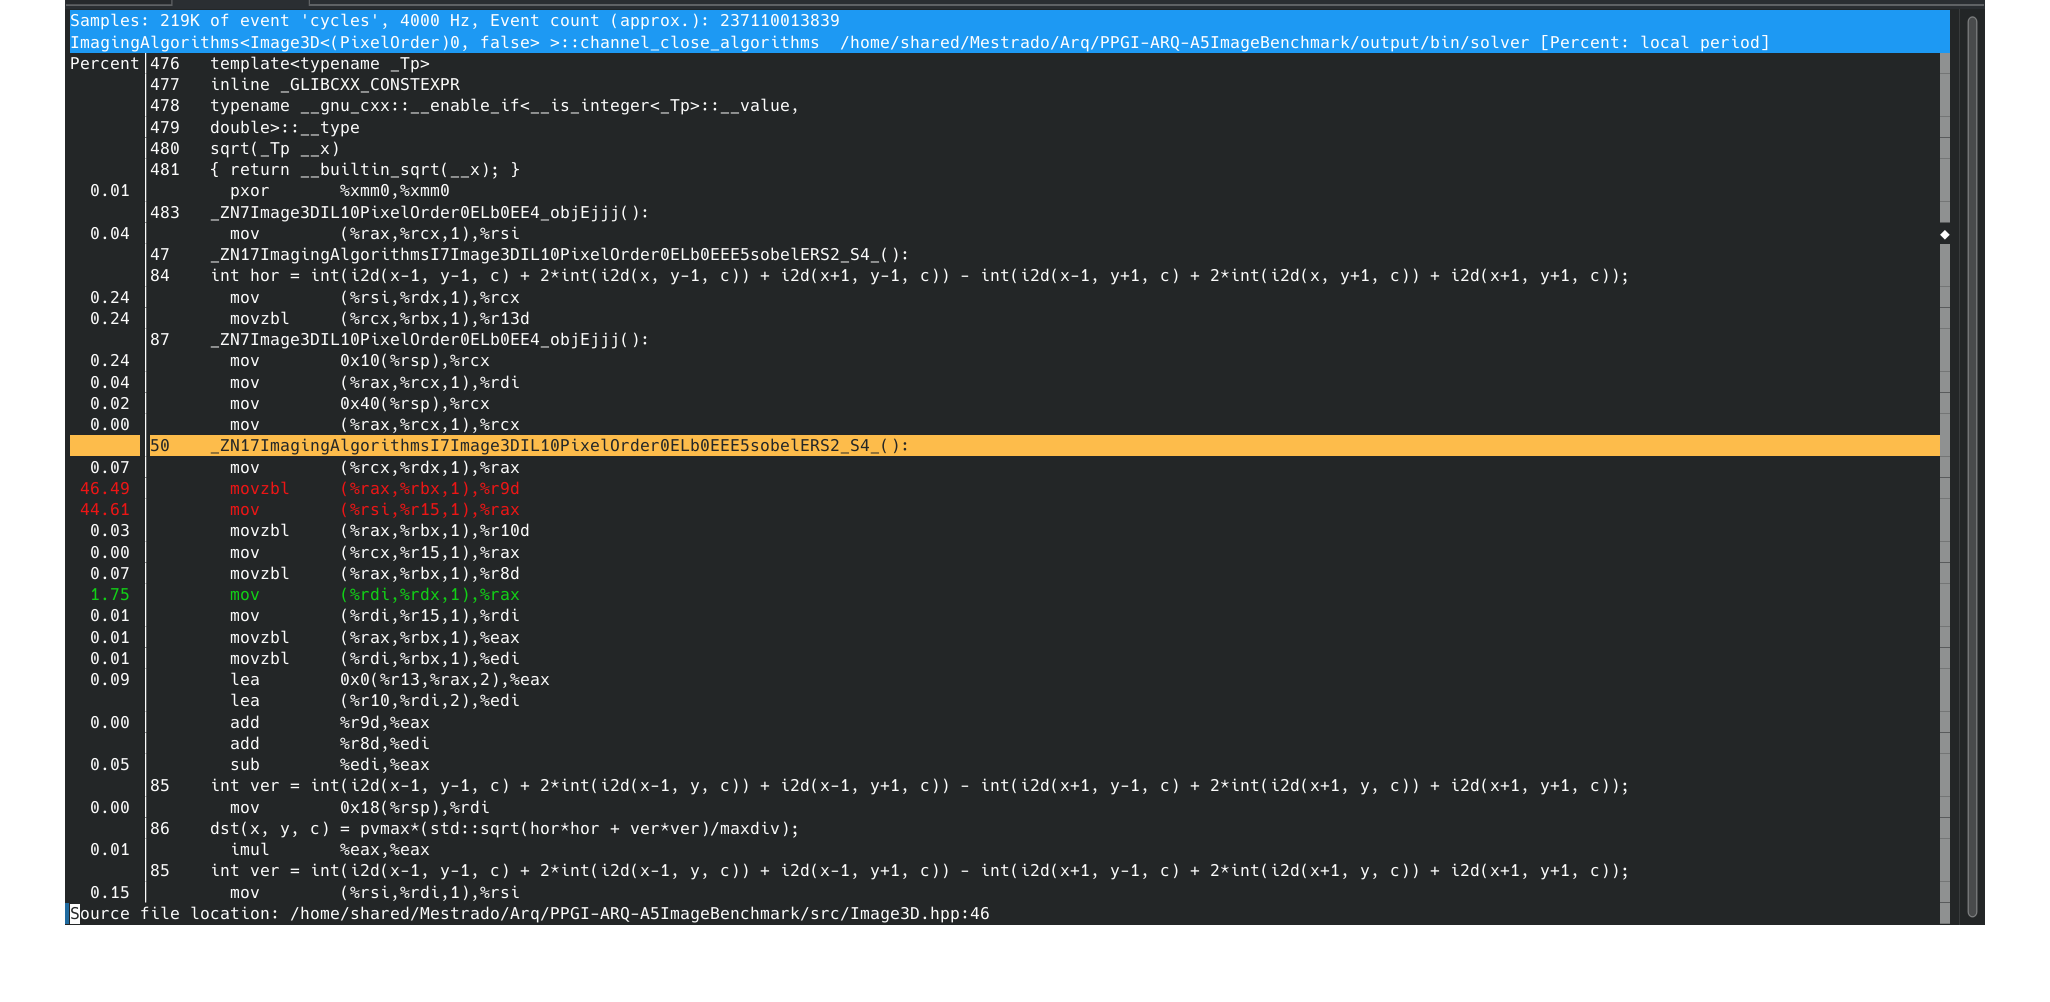 Samples: 219K of event 'cycles', 4000 Hz, Event count (approx.): 237110013839
ImagingAlgorithms<Image3D<(PixelOrder)0, false> >::channel_close_algorithms  /home/shared/Mestrado/Arq/PPGI-ARQ-A5ImageBenchmark/output/bin/solver [Percent: local period]
Percent│476   template<typename _Tp>
│477   inline _GLIBCXX_CONSTEXPR
│478   typename __gnu_cxx::__enable_if<__is_integer<_Tp>::__value,
│479   double>::__type
│480   sqrt(_Tp __x)
│481   { return __builtin_sqrt(__x); }
0.01 │ pxor %xmm0,%xmm0
│483   _ZN7Image3DIL10PixelOrder0ELb0EE4_objEjjj():
0.04 │ mov (%rax,%rcx,1),%rsi
│47   _ZN17ImagingAlgorithmsI7Image3DIL10PixelOrder0ELb0EEE5sobelERS2_S4_():
│84   int hor = int(i2d(x-1, y-1, c) + 2*int(i2d(x, y-1, c)) + i2d(x+1, y-1, c)) - int(i2d(x-1, y+1, c) + 2*int(i2d(x, y+1, c)) + i2d(x+1, y+1, c));
0.24 │ mov (%rsi,%rdx,1),%rcx
0.24 │ movzbl (%rcx,%rbx,1),%r13d
│87   _ZN7Image3DIL10PixelOrder0ELb0EE4_objEjjj():
0.24 │ mov 0x10(%rsp),%rcx
0.04 │ mov (%rax,%rcx,1),%rdi
0.02 │ mov 0x40(%rsp),%rcx
0.00 │ mov (%rax,%rcx,1),%rcx
│50   _ZN17ImagingAlgorithmsI7Image3DIL10PixelOrder0ELb0EEE5sobelERS2_S4_():
0.07 │ mov (%rcx,%rdx,1),%rax
46.49 │ movzbl (%rax,%rbx,1),%r9d
44.61 │ mov (%rsi,%r15,1),%rax
0.03 │ movzbl (%rax,%rbx,1),%r10d
0.00 │ mov (%rcx,%r15,1),%rax
0.07 │ movzbl (%rax,%rbx,1),%r8d
1.75 │ mov (%rdi,%rdx,1),%rax
0.01 │ mov (%rdi,%r15,1),%rdi
0.01 │ movzbl (%rax,%rbx,1),%eax
0.01 │ movzbl (%rdi,%rbx,1),%edi
0.09 │ lea 0x0(%r13,%rax,2),%eax
│ lea (%r10,%rdi,2),%edi
0.00 │ add %r9d,%eax
│ add %r8d,%edi
0.05 │ sub %edi,%eax
│85   int ver = int(i2d(x-1, y-1, c) + 2*int(i2d(x-1, y, c)) + i2d(x-1, y+1, c)) - int(i2d(x+1, y-1, c) + 2*int(i2d(x+1, y, c)) + i2d(x+1, y+1, c));
0.00 │ mov 0x18(%rsp),%rdi
│86   dst(x, y, c) = pvmax*(std::sqrt(hor*hor + ver*ver)/maxdiv);
0.01 │ imul %eax,%eax
│85   int ver = int(i2d(x-1, y-1, c) + 2*int(i2d(x-1, y, c)) + i2d(x-1, y+1, c)) - int(i2d(x+1, y-1, c) + 2*int(i2d(x+1, y, c)) + i2d(x+1, y+1, c));
0.15 │ mov (%rsi,%rdi,1),%rsi
Source file location: /home/shared/Mestrado/Arq/PPGI-ARQ-A5ImageBenchmark/src/Image3D.hpp:46